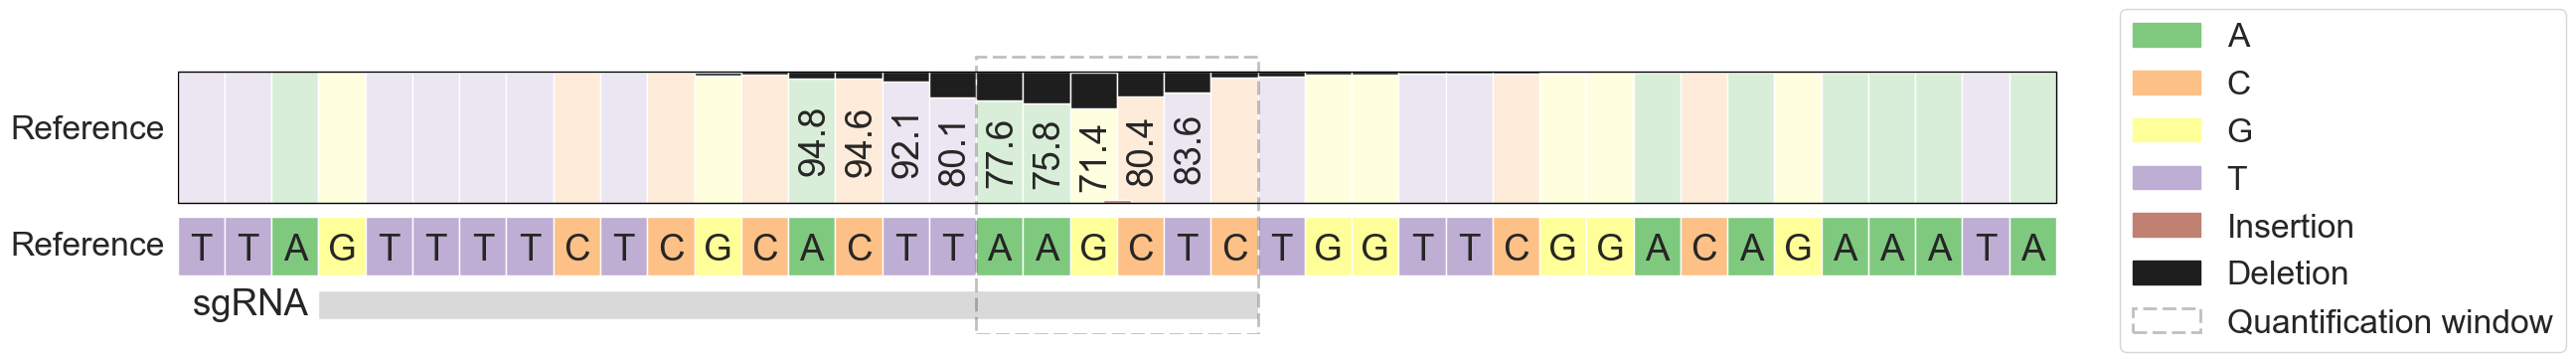 Reference
94.8 94.6 92.1 80.1 77.6 75.8 71.4 80.4 83.6
Reference T T A G T T T T C T C G C A C T T A A G C T C T G G T T C G G A C A G A A A T A
sgRNA
A
C
G
T
Insertion
Deletion
Quantification window